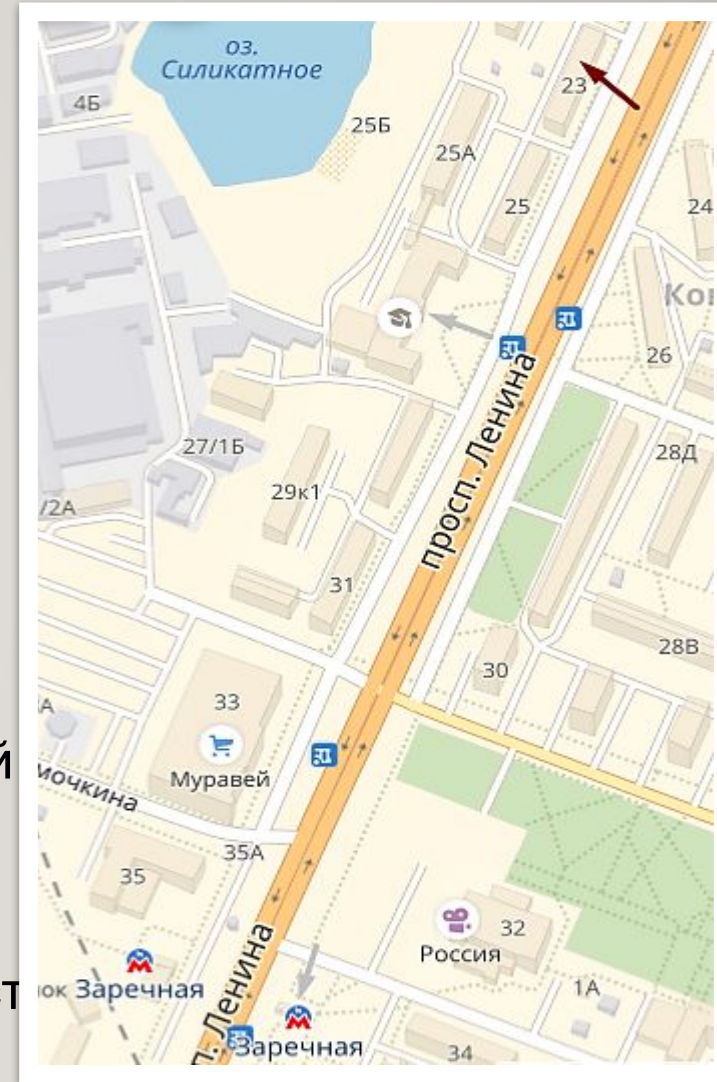 оз.
Силикатное
4Б
23
25Б
25А
25
24
26
просп. Ленина
28Д
27/1Б
29к1
/2А
31
28В
30
33
Муравей
й
мочкина
35А
35
32
Россия
1А
ок Заречная
п. Ленина
Заречная
34